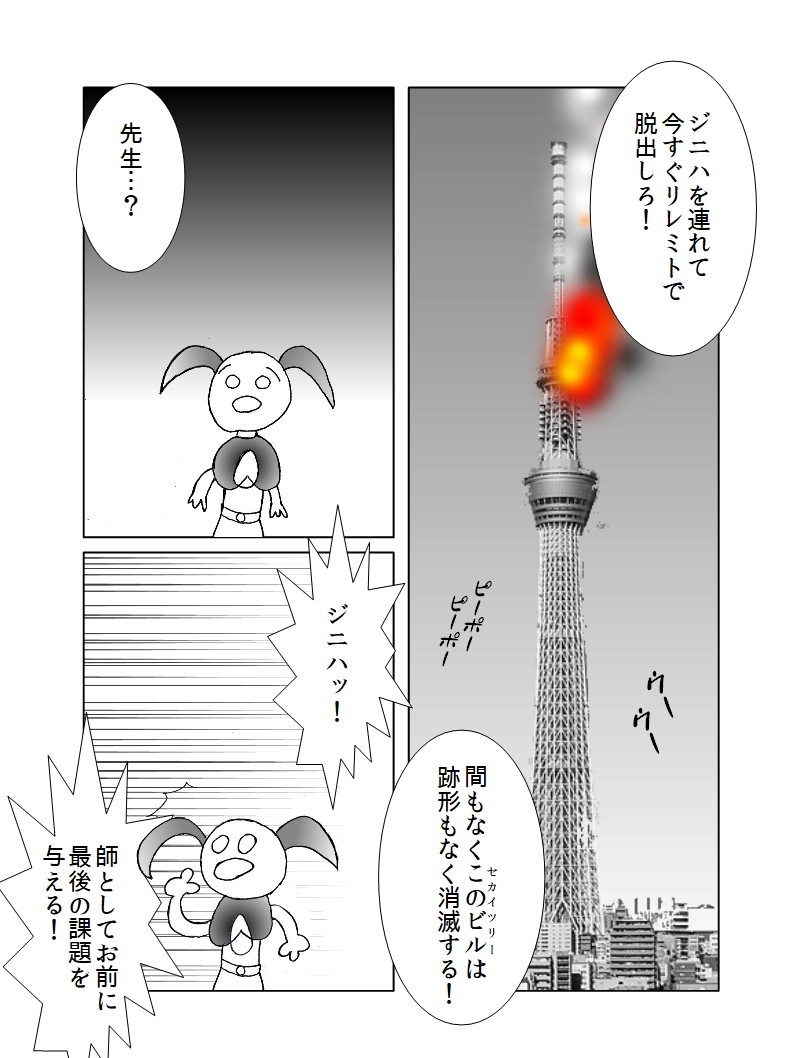 ジニハを連れて
今すぐリレミトで
脱出しろ！
ピーポー
ピーポー
ウー
ウー
間もなくこのビルは
セカイツリー
跡形もなく消滅する！
先生…？
ジニハッ！
師としてお前に
最後の課題を
与える！